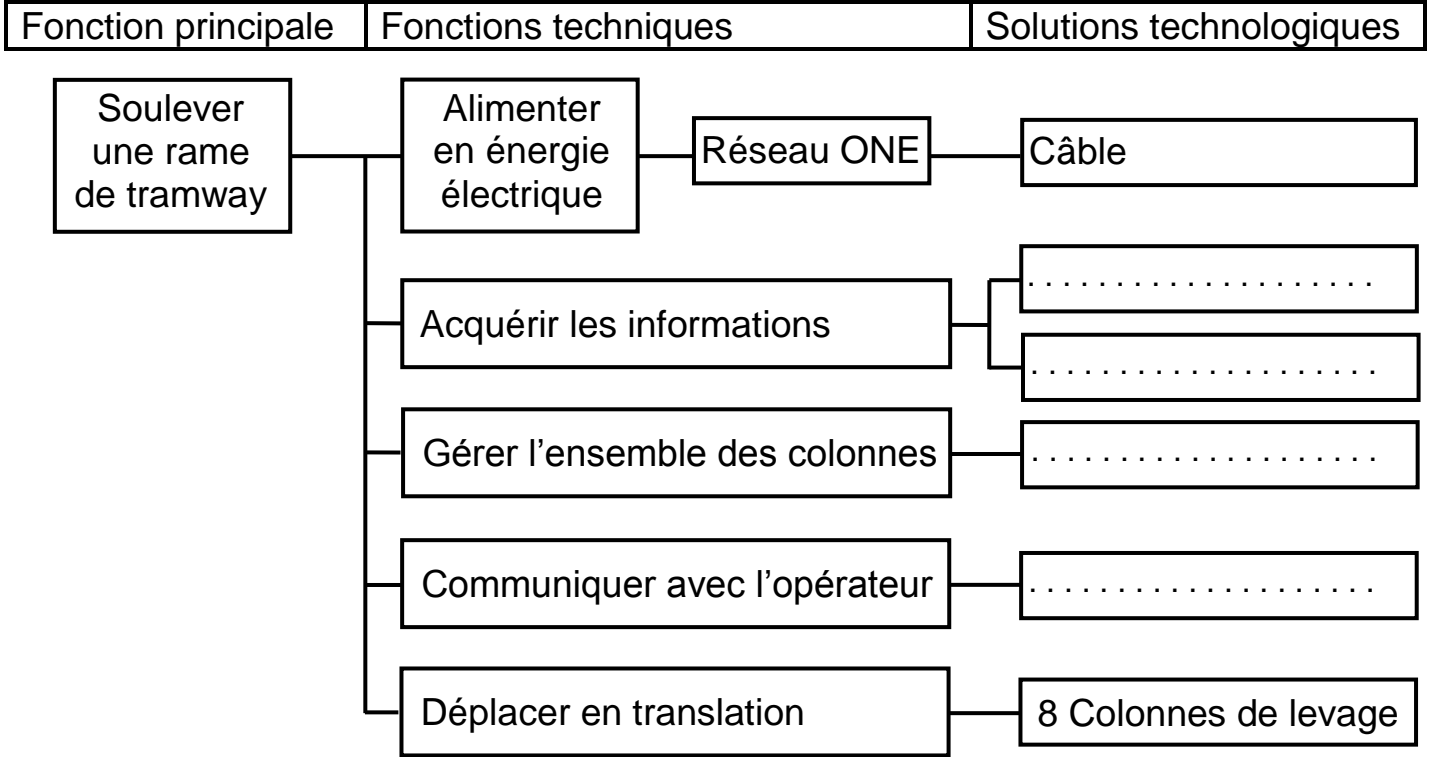 Fonction principale Fonctions techniques Solutions technologiques
Soulever
une rame
de tramway
Alimenter
en énergie
électrique
Réseau ONE
Câble
. . . . . . . . . . . . . . . . . . . .
Acquérir les informations
. . . . . . . . . . . . . . . . . . . .
Gérer l’ensemble des colonnes
. . . . . . . . . . . . . . . . . . . .
Communiquer avec l’opérateur
. . . . . . . . . . . . . . . . . . . .
Déplacer en translation
8 Colonnes de levage